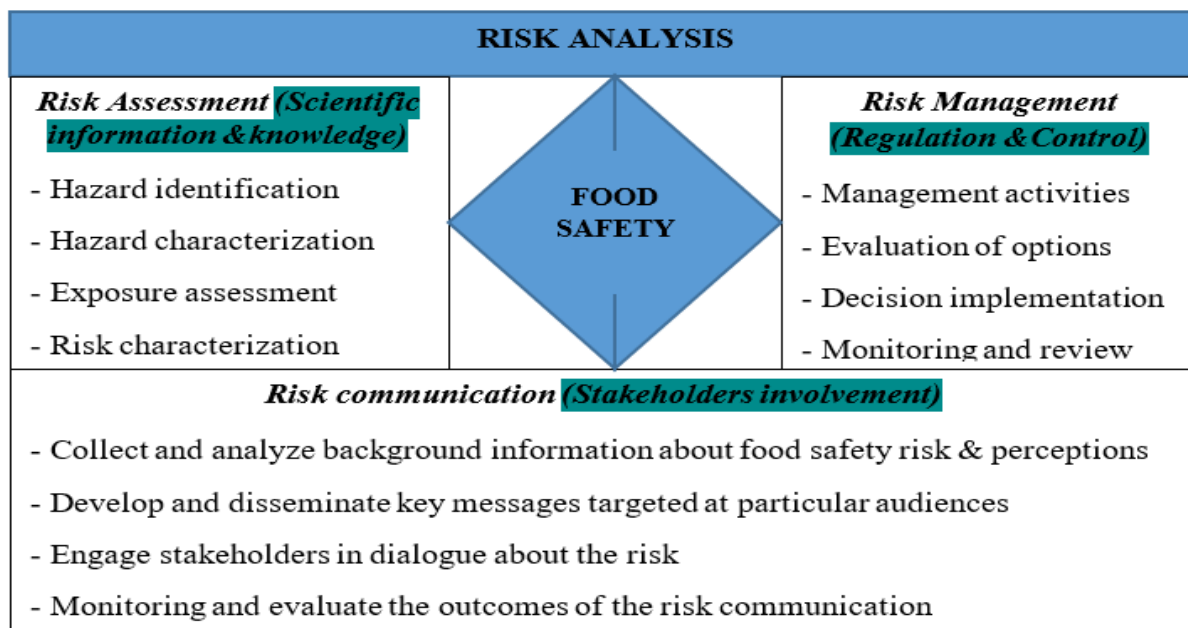 RISK ANALYSIS
Risk Assessment (Scientific
information &knowledge)
- Hazard identification
- Hazard characterization
- Exposure assessment
- Risk characterization
FOOD
SAFETY
Risk Management
(Regulation & Control)
- Management activities
- Evaluation of options
- Decision implementation
- Monitoring and review
Risk communication (Stakeholders involvement)
- Collect and analyze background information about food safety risk & perceptions
- Develop and disseminate key messages targeted at particular audiences
- Engage stakeholders in dialogue about the risk
- Monitoring and evaluate the outcomes of the risk communication